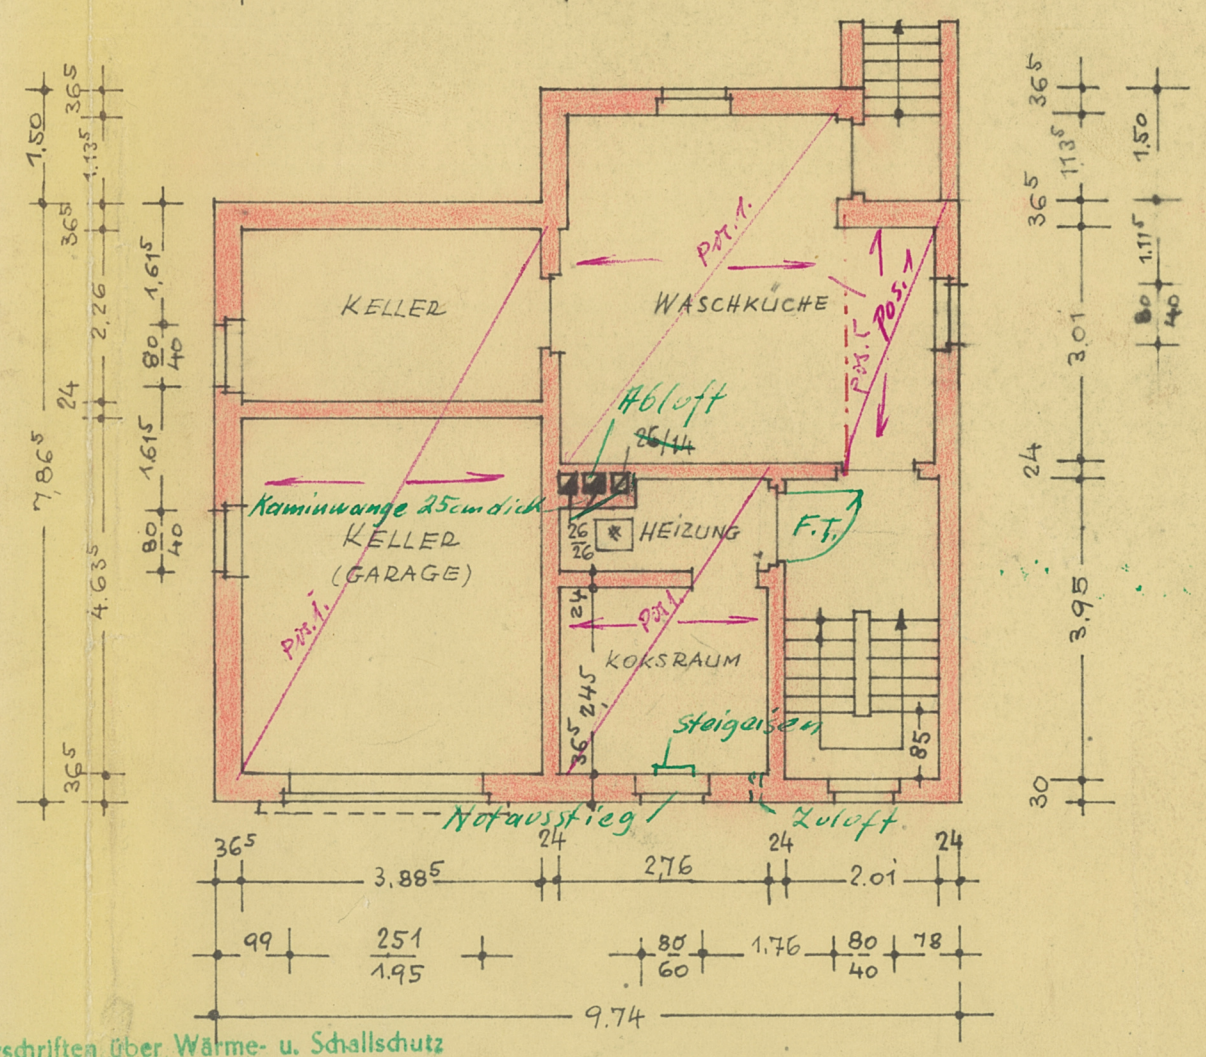 36⁵
1,50
1.13⁵
36⁵
1,61⁵
2.26
80
40
24
1.61⁵
7,86⁵
80
40
4.63⁵
36⁵
KELLER
WASCHKÜCHE
Pos.1.
Pos.1
Abluft
26/14
Kaminwange 25cm dick
KELLER
(GARAGE)
26
26
HEIZUNG
F.T.
Pos.1.
24
Pos1.
KOKSRAUM
2.45
36⁵
Steigeisen
85
Notausstieg
Zuluft
36⁵
1.13⁵
1.50
36⁵
1.11⁵
80
40
3.01
24
3.95
30
36⁵
24
24
24
3.88⁵
2,76
2.01
99
251
1.95
80
60
1.76
80
40
78
9.74
schriften über Wärme- u. Schallschutz